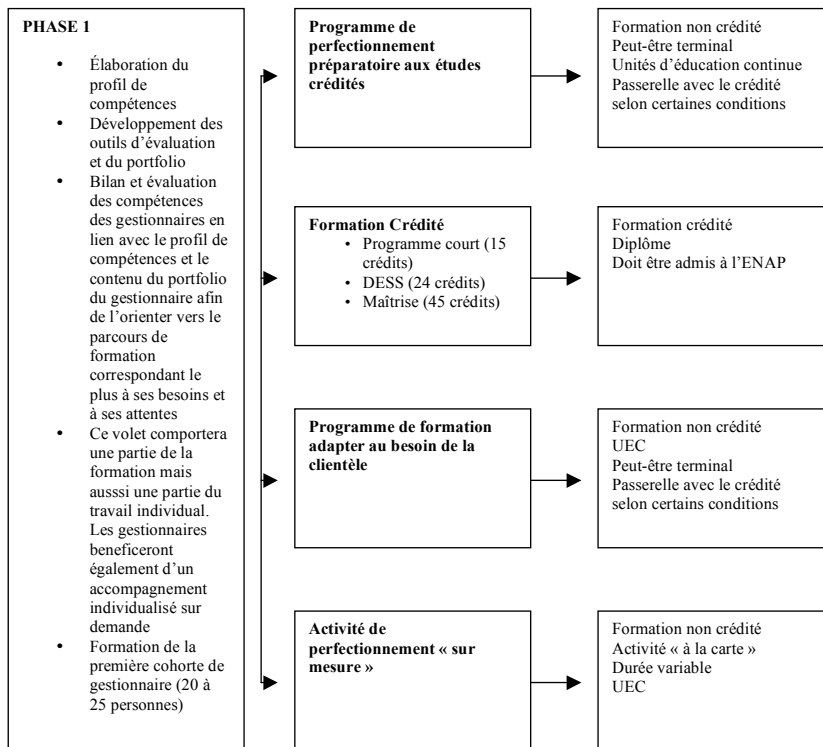 PHASE 1
• Élaboration du
profil de
compétences
• Développement des
outils d’évaluation
et du portfolio
• Bilan et évaluation
des compétences
des gestionnaires en
lien avec le profil de
compétences et le
contenu du portfolio
du gestionnaire afin
de l’orienter vers le
parcours de
formation
correspondant le
plus à ses besoins et
à ses attentes
• Ce volet comportera
une partie de la
formation mais
ausssi une partie du
travail individual.
Les gestionnaires
beneficeront
également d’un
accompagnement
individualisé sur
demande
• Formation de la
première cohorte de
gestionnaire (20 à
25 personnes)
Programme de
perfectionnement
préparatoire aux études
crédités
Formation non crédité
Peut-être terminal
Unités d’éducation continue
Passerelle avec le crédité
selon certaines conditions
Formation Crédité
• Programme court (15
crédits)
• DESS (24 crédits)
• Maîtrise (45 crédits)
Formation crédité
Diplôme
Doit être admis à l’ENAP
Programme de formation
adapter au besoin de la
clientèle
Formation non crédité
UEC
Peut-être terminal
Passerelle avec le crédité
selon certains conditions
Activité de
perfectionnement « sur
mesure »
Formation non crédité
Activité « à la carte »
Durée variable
UEC